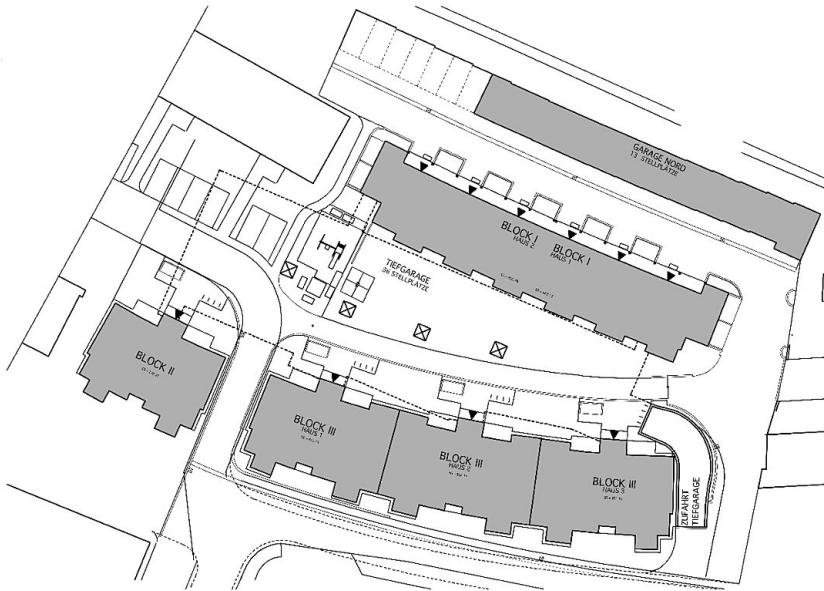 GARAGE NORD
13 STELLPLÄTZE
BLOCK I
HAUS 2
BLOCK I
HAUS 1
TIEFGARAGE
36 STELLPLÄTZE
BLOCK II
BLOCK III
HAUS 1
BLOCK III
HAUS 2
BLOCK III
HAUS 3
ZUFAHRT
TIEFGARAGE